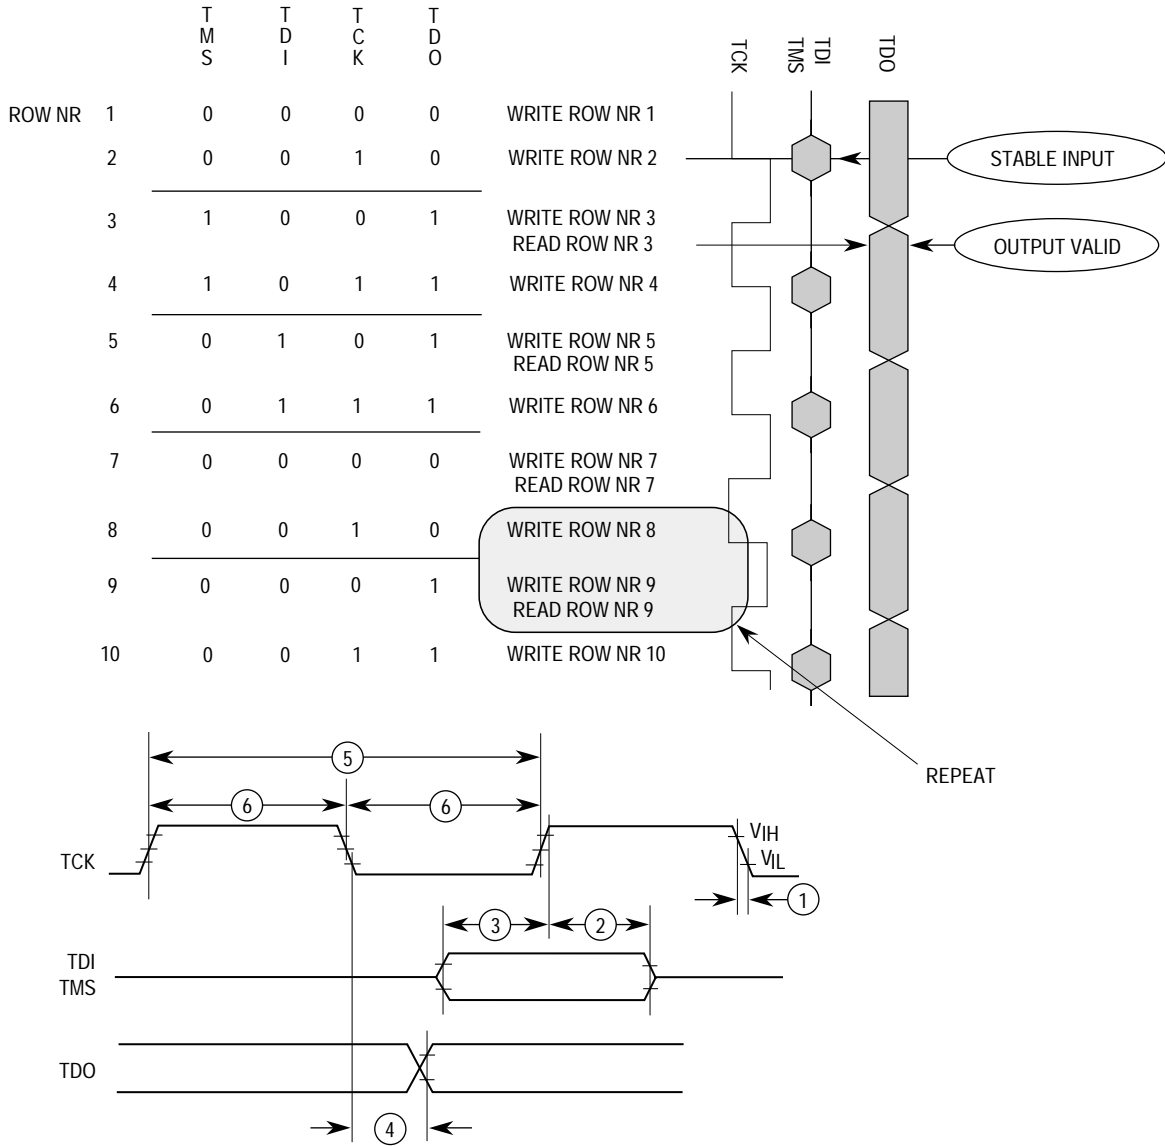 TMS TDI TCK TDO
TCK TMS TDI TDO
ROW NR 1 0 0 0 0 WRITE ROW NR 1
2 0 0 1 0 WRITE ROW NR 2 STABLE INPUT
3 1 0 0 1 WRITE ROW NR 3
READ ROW NR 3 OUTPUT VALID
4 1 0 1 1 WRITE ROW NR 4
5 0 1 0 1 WRITE ROW NR 5
READ ROW NR 5
6 0 1 1 1 WRITE ROW NR 6
7 0 0 0 0 WRITE ROW NR 7
READ ROW NR 7
8 0 0 1 0 WRITE ROW NR 8
9 0 0 0 1 WRITE ROW NR 9
READ ROW NR 9
10 0 0 1 1 WRITE ROW NR 10
REPEAT
5
6 6
TCK VIH
VIL
1
3 2
TDI
TMS
TDO
4